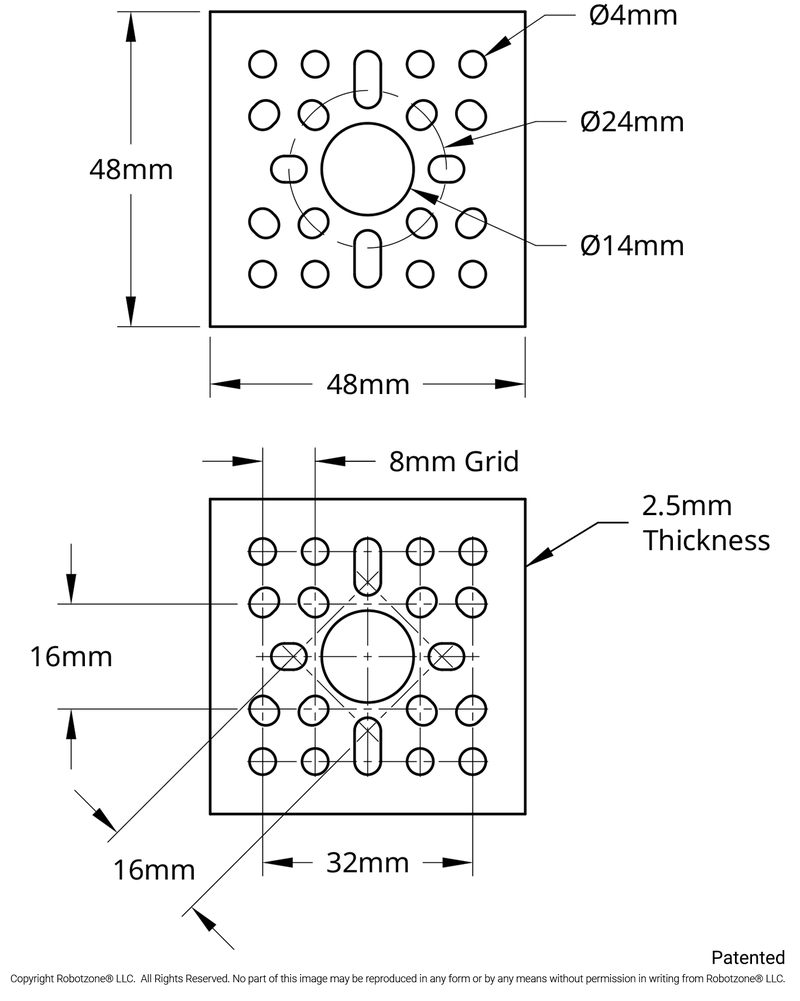 Ø4mm
Ø24mm
48mm
Ø14mm
48mm
8mm Grid
2.5mm
Thickness
16mm
32mm
16mm
Patented
Copyright Robotzone® LLC. All Rights Reserved. No part of this image may be reproduced in any form or by any means without permission in writing from Robotzone® LLC.